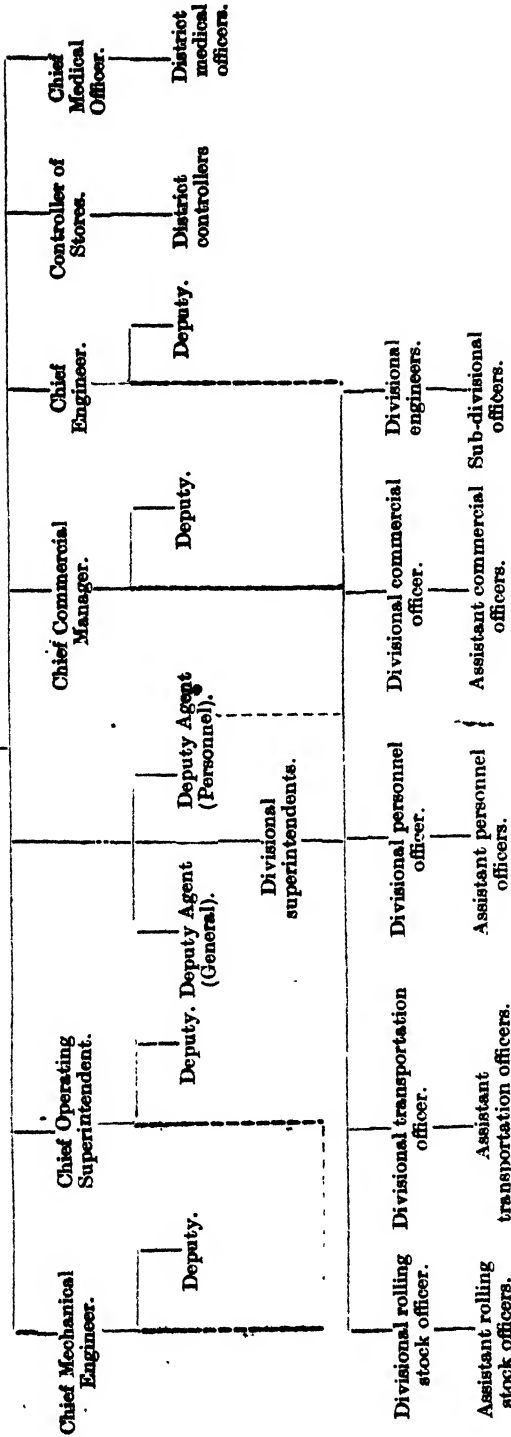 Chief Mechanical
Engineer.
Chief Operating
Superintendent.
Chief Commercial
Manager.
Chief
Engineer.
Controller of
Stores.
Chief
Medical
Officer.
Deputy.
Deputy.
Deputy Agent
(General).
Deputy Agent
(Personnel).
Deputy.
Deputy.
District
controllers
District
medical
officers.
Divisional
superintendents.
Divisional rolling
stock officer.
Divisional transportation
officer.
Divisional personnel
officer.
Divisional commercial
officer.
Divisional
engineers.
Assistant rolling
stock officers.
Assistant
transportation officers.
Assistant personnel
officers.
Assistant commercial
officers.
Sub-divisional
officers.